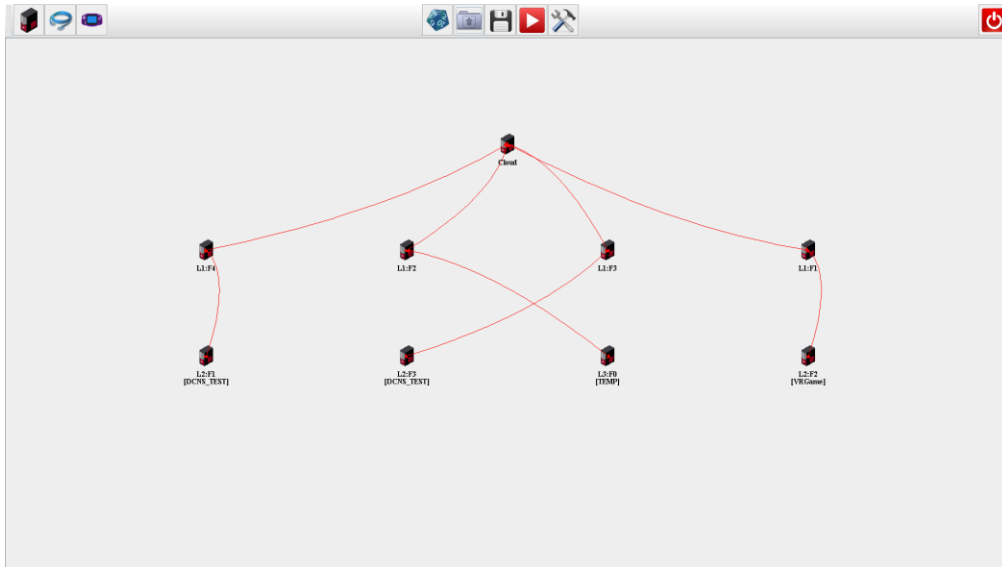 Cloud
L1:F4
L1:F2
L1:F3
L1:F1
L2:F1
[DCNS_TEST]
L2:F3
[DCNS_TEST]
L3:F0
[TEMP]
L2:F2
[VRGame]